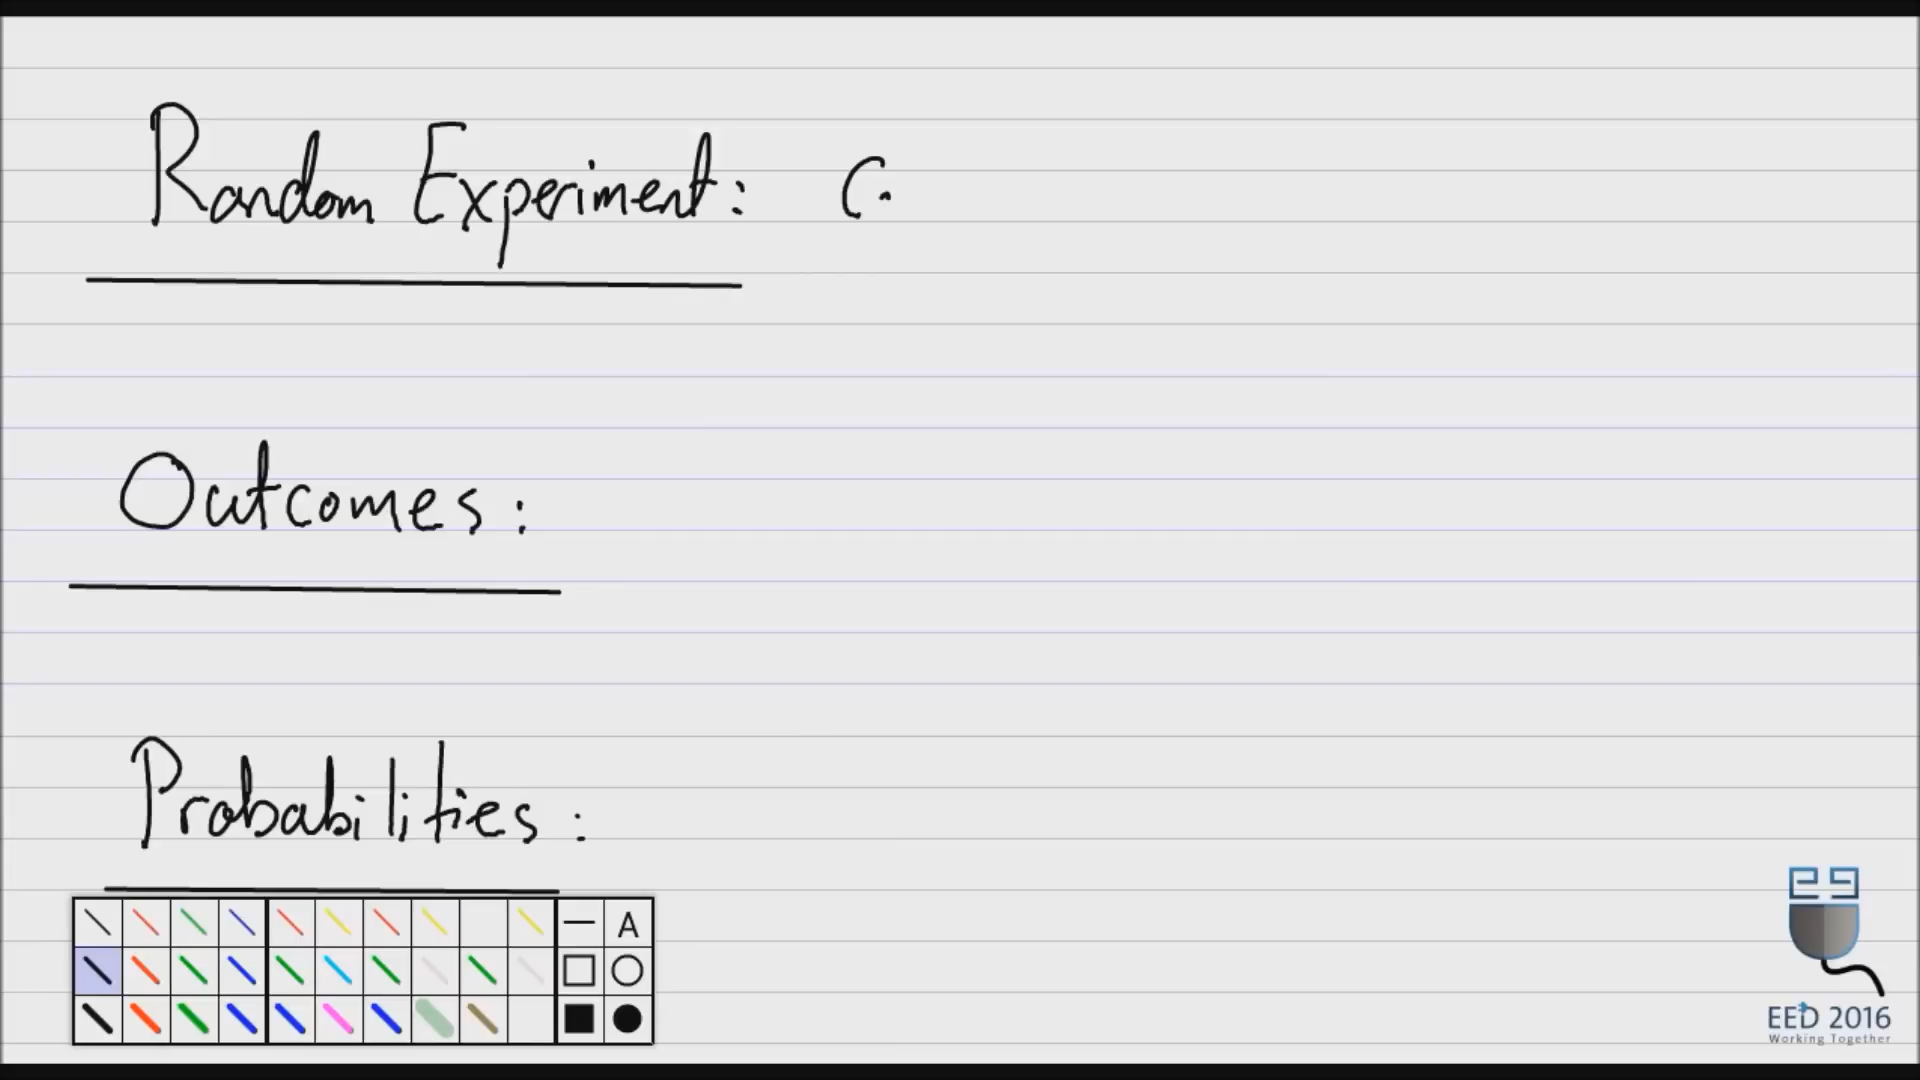 Random Experiment: C
Outcomes:
Probabilities:
A
EED 2016
Working Together